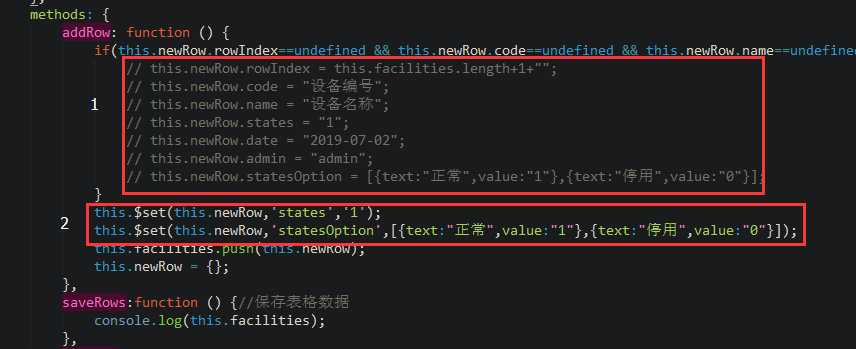 },
methods: {
addRow: function () {
if(this.newRow.rowIndex==undefined && this.newRow.code==undefined && this.newRow.name==undefined
// this.newRow.rowIndex = this.facilities.length+1+"";
// this.newRow.code = "设备编号";
1
// this.newRow.name = "设备名称";
// this.newRow.states = "1";
// this.newRow.date = "2019-07-02";
// this.newRow.admin = "admin";
// this.newRow.statesOption = [{text:"正常",value:"1"},{text:"停用",value:"0"}];
}
2
this.$set(this.newRow,'states','1');
this.$set(this.newRow,'statesOption',[{text:"正常",value:"1"},{text:"停用",value:"0"}]);
this.facilities.push(this.newRow);
this.newRow = {};
},
saveRows:function () {//保存表格数据
console.log(this.facilities);
},